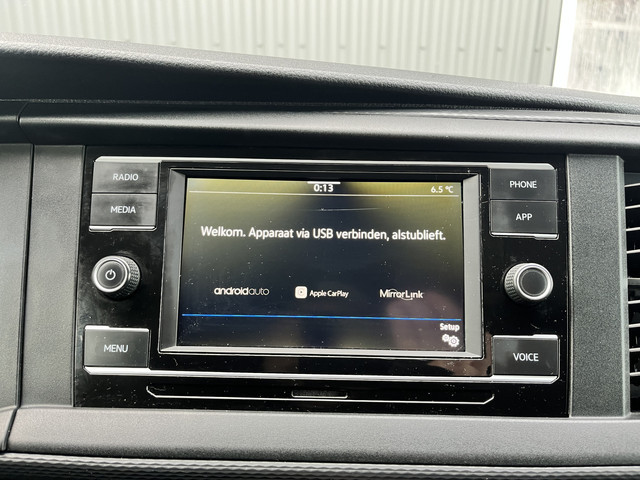 RADIO
MEDIA
MENU
0:13
6.5 °C
Welkom. Apparaat via USB verbinden, alstublieft.
androidauto
Apple CarPlay
MirrorLink
Setup
PHONE
APP
VOICE